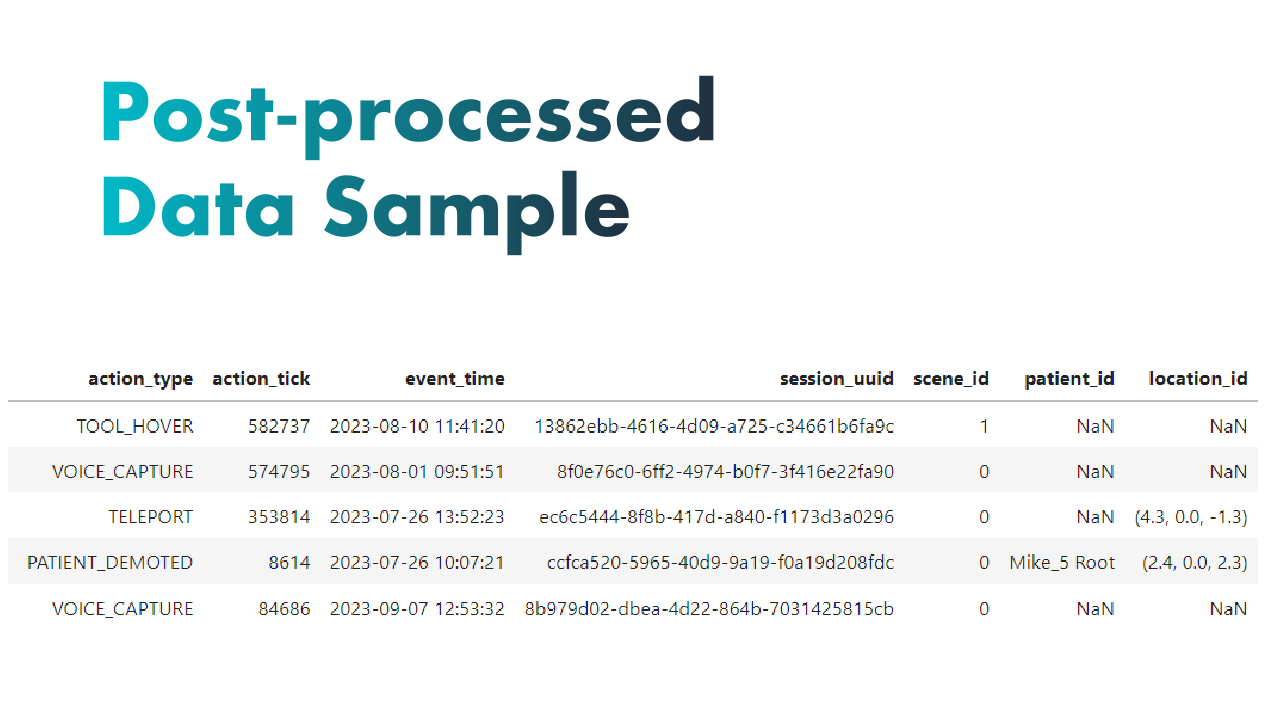 Post-processed
Data Sample
action_type action_tick event_time session_uuid scene_id patient_id location_id
TOOL_HOVER 582737 2023-08-10 11:41:20 13862ebb-4616-4d09-a725-c34661b6fa9c 1 NaN NaN
VOICE_CAPTURE 574795 2023-08-01 09:51:51 8f0e76c0-6ff2-4974-b0f7-3f416e22fa90 0 NaN NaN
TELEPORT 353814 2023-07-26 13:52:23 ec6c5444-8f8b-417d-a840-f1173d3a0296 0 NaN (4.3, 0.0, -1.3)
PATIENT_DEMOTED 8614 2023-07-26 10:07:21 ccfca520-5965-40d9-9a19-f0a19d208fdc 0 Mike_5 Root (2.4, 0.0, 2.3)
VOICE_CAPTURE 84686 2023-09-07 12:53:32 8b979d02-dbea-4d22-864b-7031425815cb 0 NaN NaN